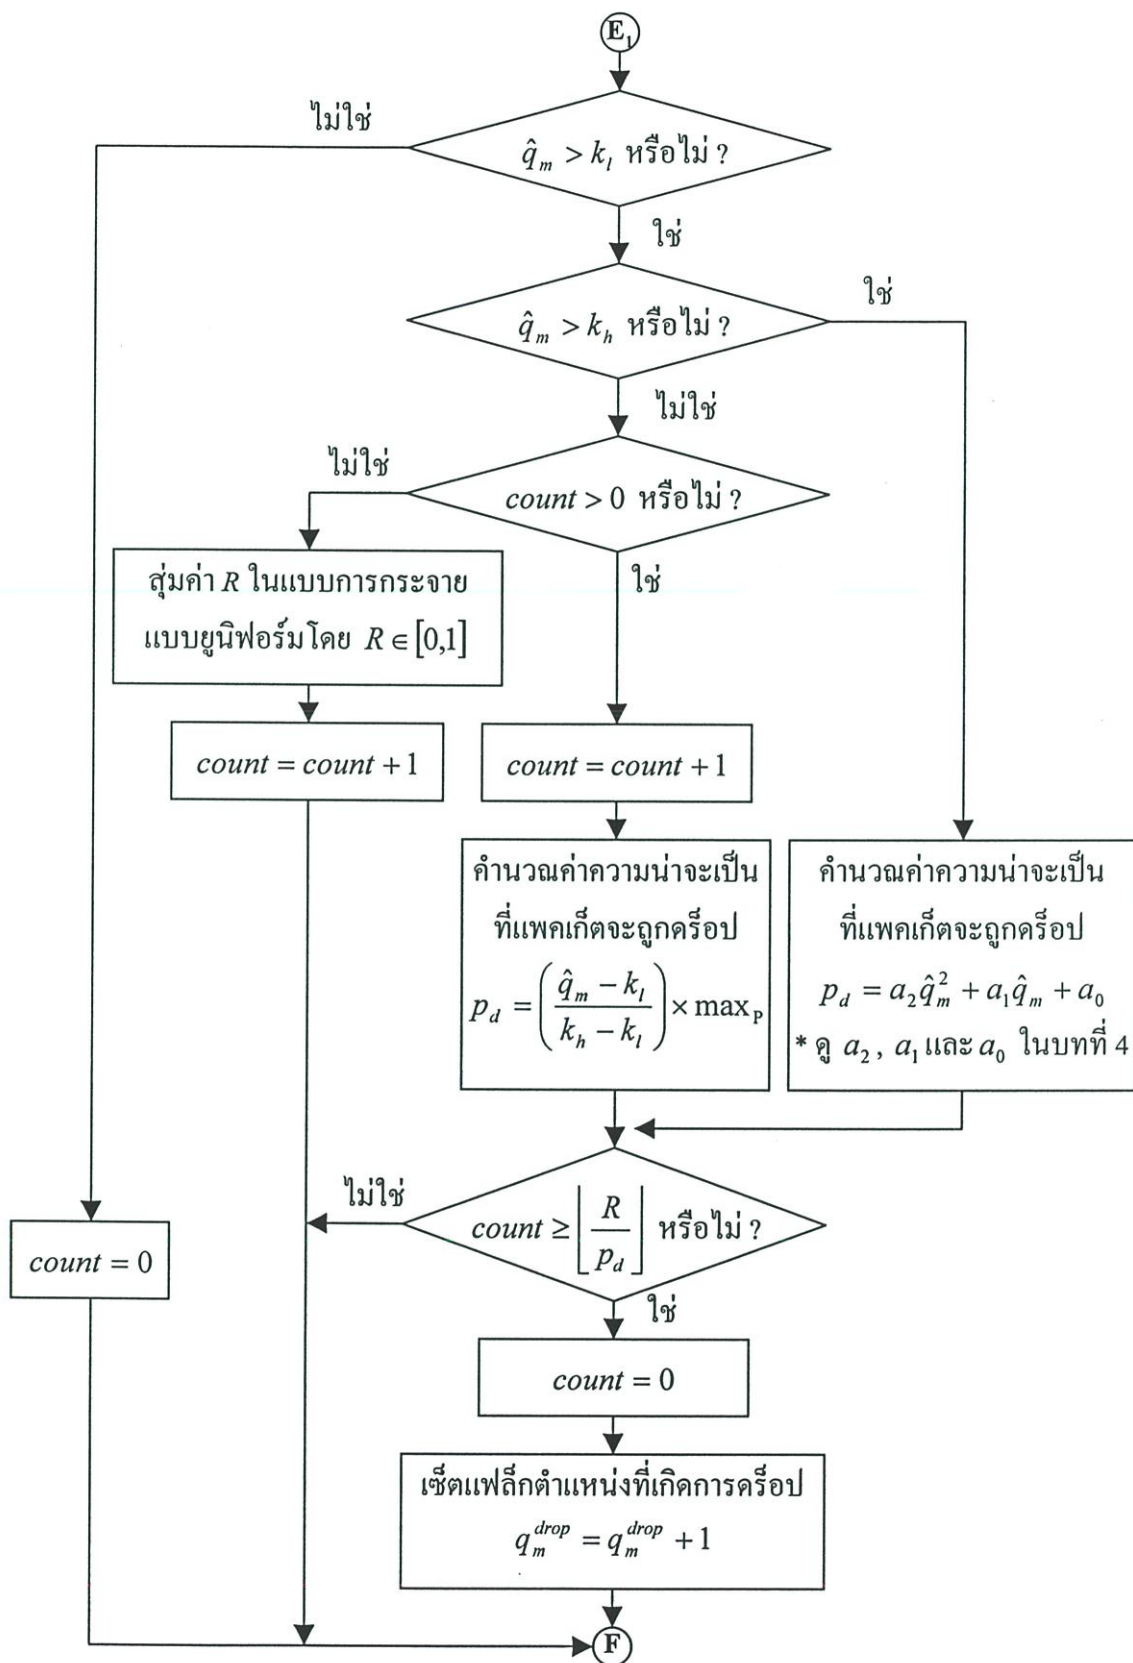 E₁
ไม่ใช่
q̂ₘ > kₗ หรือไม่ ?
ใช่
ใช่
q̂ₘ > kₕ หรือไม่ ?
ไม่ใช่
ไม่ใช่
count > 0 หรือไม่ ?
ใช่
สุ่มค่า R ในแบบการกระจาย
แบบยูนิฟอร์มโดย R ∈ [0,1]
count = count + 1
count = count + 1
คำนวณค่าความน่าจะเป็น
ที่แพคเก็ตจะถูกดร็อป
p_d = ((q̂ₘ − kₗ) / (kₕ − kₗ)) × max_P
คำนวณค่าความน่าจะเป็น
ที่แพคเก็ตจะถูกดร็อป
p_d = a₂q̂ₘ² + a₁q̂ₘ + a₀
* ดู a₂ , a₁ และ a₀ ในบทที่ 4
ไม่ใช่
count ≥ ⌊R / p_d⌋ หรือไม่ ?
ใช่
count = 0
count = 0
เซ็ตแฟล็กตำแหน่งที่เกิดการดร็อป
qₘ^drop = qₘ^drop + 1
F